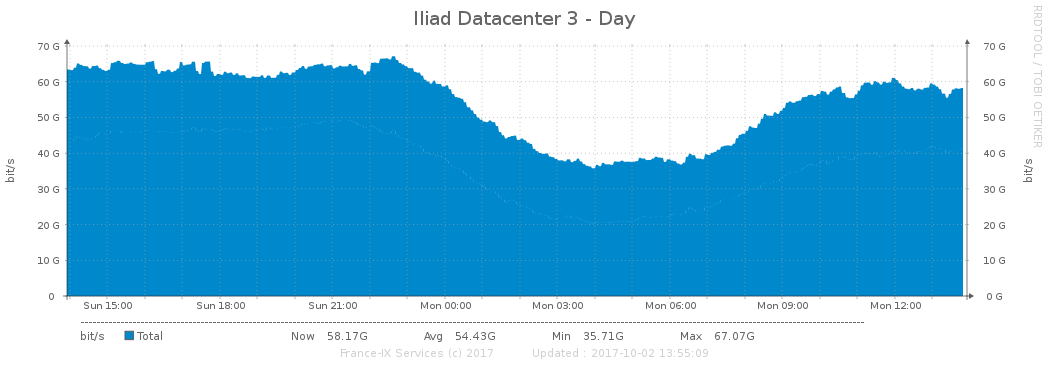 Iliad Datacenter 3 - Day
RRDTOOL / TOBI OETIKER
70 G 70 G
60 G 60 G
50 G 50 G
40 G 40 G
30 G 30 G
20 G 20 G
10 G 10 G
0 0 G
bit/s bit/s
Sun 15:00 Sun 18:00 Sun 21:00 Mon 00:00 Mon 03:00 Mon 06:00 Mon 09:00 Mon 12:00
bit/s Total Now 58.17G Avg 54.43G Min 35.71G Max 67.07G
France-IX Services (c) 2017 Updated : 2017-10-02 13:55:09